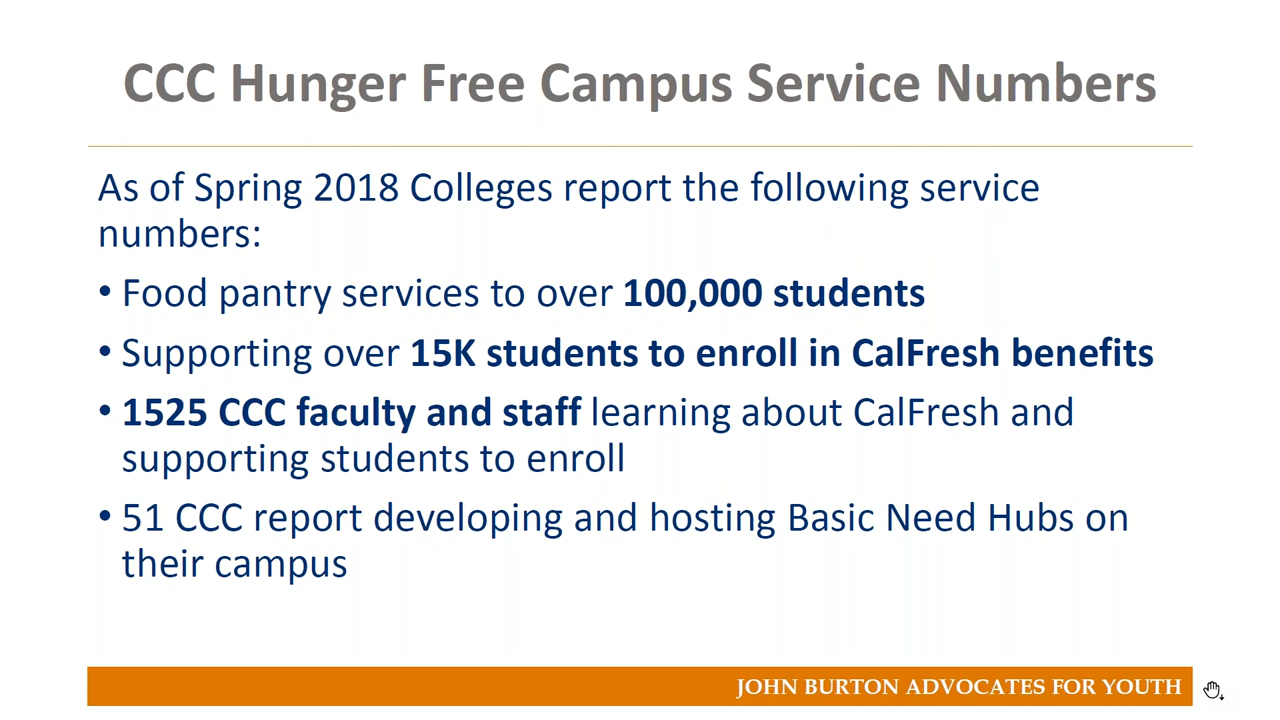 CCC Hunger Free Campus Service Numbers
As of Spring 2018 Colleges report the following service
numbers:
• Food pantry services to over 100,000 students
• Supporting over 15K students to enroll in CalFresh benefits
• 1525 CCC faculty and staff learning about CalFresh and
supporting students to enroll
• 51 CCC report developing and hosting Basic Need Hubs on
their campus
JOHN BURTON ADVOCATES FOR YOUTH